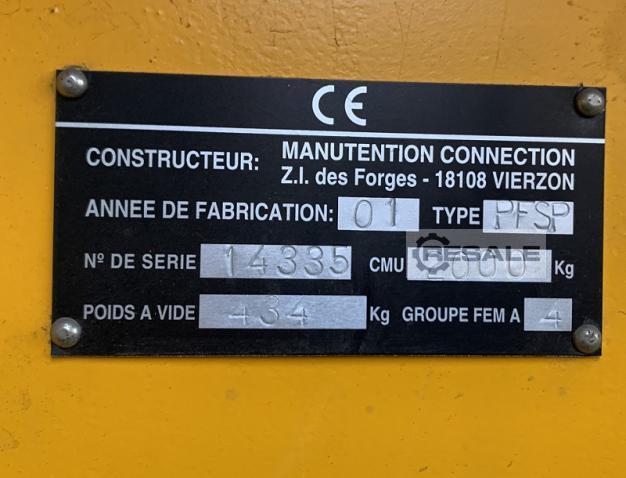 CE
CONSTRUCTEUR: MANUTENTION CONNECTION
Z.I. des Forges - 18108 VIERZON
ANNEE DE FABRICATION: 01 TYPE PFSP
Nº DE SERIE 14335 CMU Kg
RESALE
POIDS A VIDE 434 Kg GROUPE FEM A 4